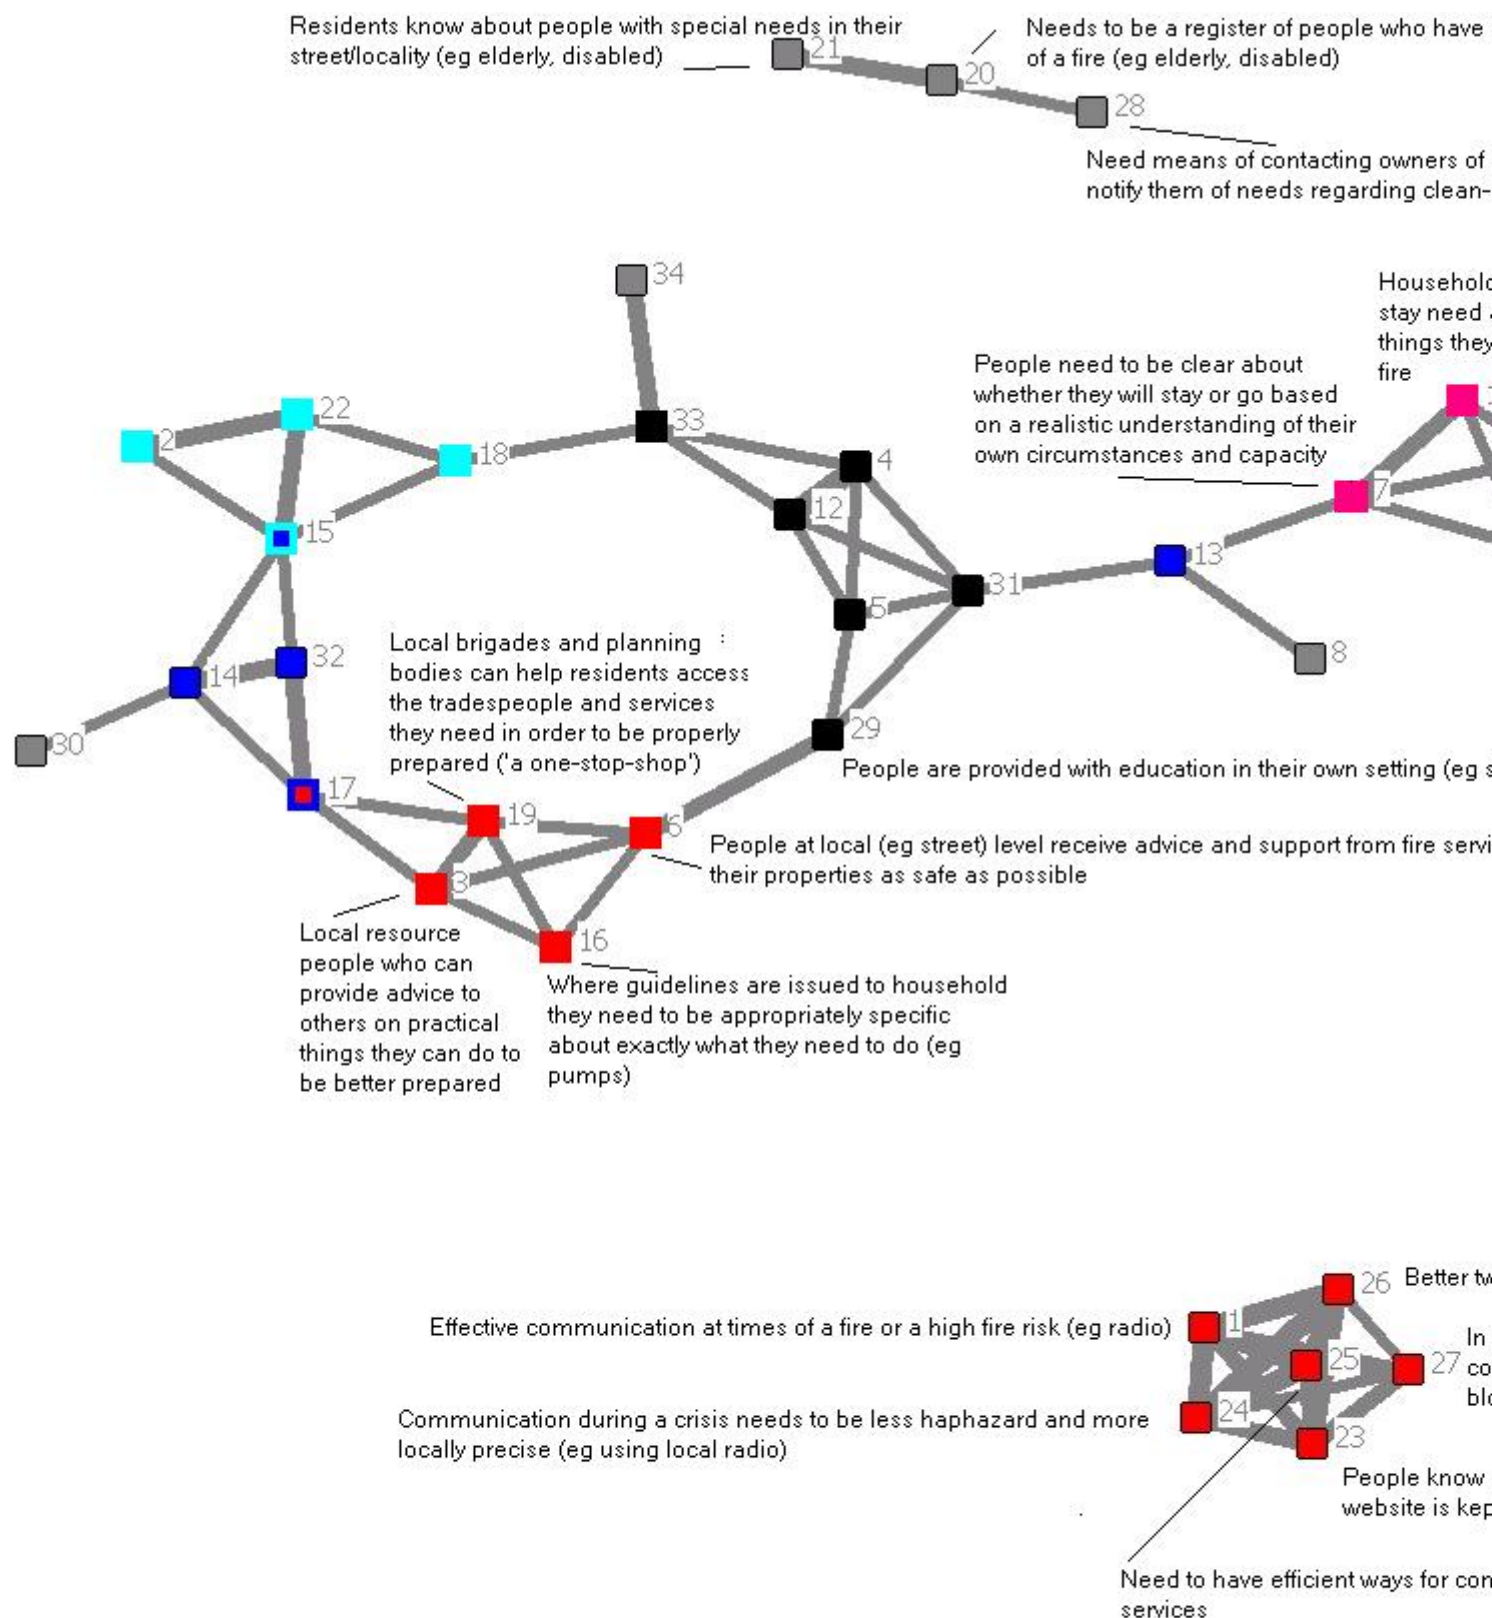 Residents know about people with special needs in their
street/locality (eg elderly, disabled)
Needs to be a register of people who have
of a fire (eg elderly, disabled)
21
20
28
Need means of contacting owners of
notify them of needs regarding clean-
34
Household
stay need
things they
fire
People need to be clear about
whether they will stay or go based
on a realistic understanding of their
own circumstances and capacity
22
2
18
33
4
12
7
15
13
31
5
8
32
14
30
29
17
Local brigades and planning
bodies can help residents access
the tradespeople and services
they need in order to be properly
prepared ('a one-stop-shop')
People are provided with education in their own setting (eg s
19
6
People at local (eg street) level receive advice and support from fire servi
their properties as safe as possible
3
16
Local resource
people who can
provide advice to
others on practical
things they can do to
be better prepared
Where guidelines are issued to household
they need to be appropriately specific
about exactly what they need to do (eg
pumps)
26
Better tw
Effective communication at times of a fire or a high fire risk (eg radio)
1
25
27
In
co
blo
Communication during a crisis needs to be less haphazard and more
locally precise (eg using local radio)
24
23
People know
website is kep
Need to have efficient ways for con
services